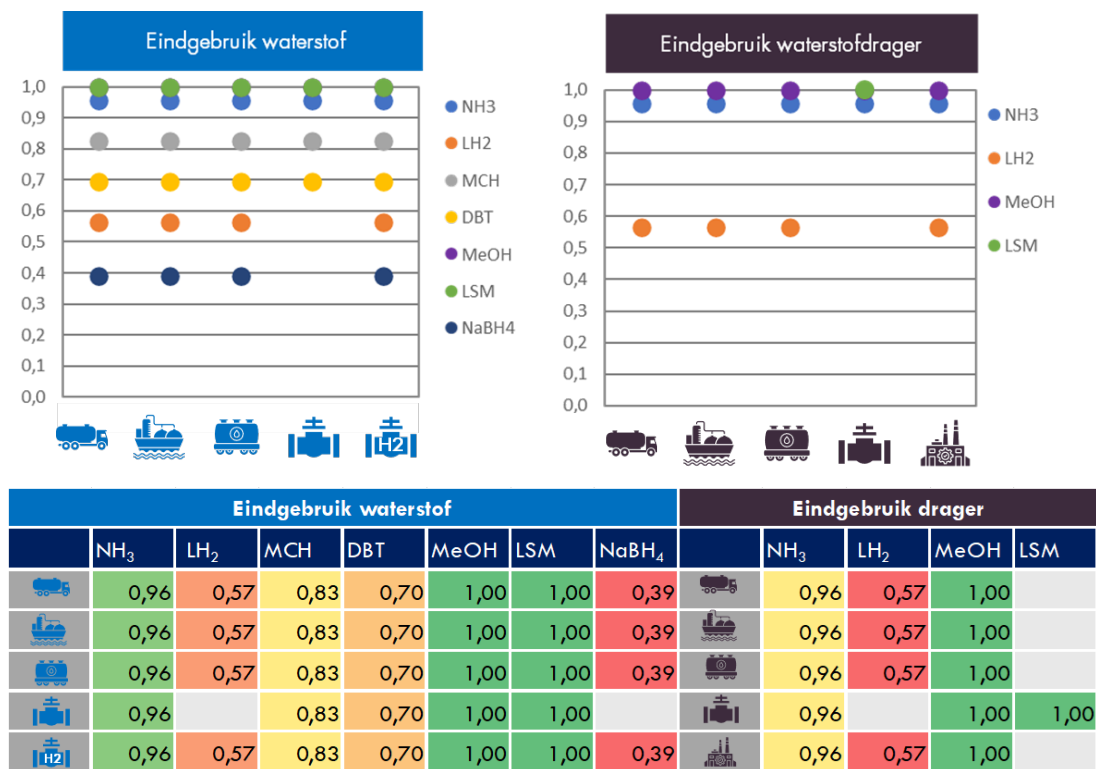 Eindgebruik waterstof
1,0
0,9
0,8
0,7
0,6
0,5
0,4
0,3
0,2
0,1
0,0
NH3
LH2
MCH
DBT
MeOH
LSM
NaBH4
H2
Eindgebruik waterstofdrager
1,0
0,9
0,8
0,7
0,6
0,5
0,4
0,3
0,2
0,1
0,0
NH3
LH2
MeOH
LSM
Eindgebruik waterstof Eindgebruik drager
NH₃ LH₂ MCH DBT MeOH LSM NaBH₄ NH₃ LH₂ MeOH LSM
0,96 0,57 0,83 0,70 1,00 1,00 0,39 0,96 0,57 1,00
0,96 0,57 0,83 0,70 1,00 1,00 0,39 0,96 0,57 1,00
0,96 0,57 0,83 0,70 1,00 1,00 0,39 0,96 0,57 1,00
0,96 0,83 0,70 1,00 1,00 0,96 1,00 1,00
H2 0,96 0,57 0,83 0,70 1,00 1,00 0,39 0,96 0,57 1,00